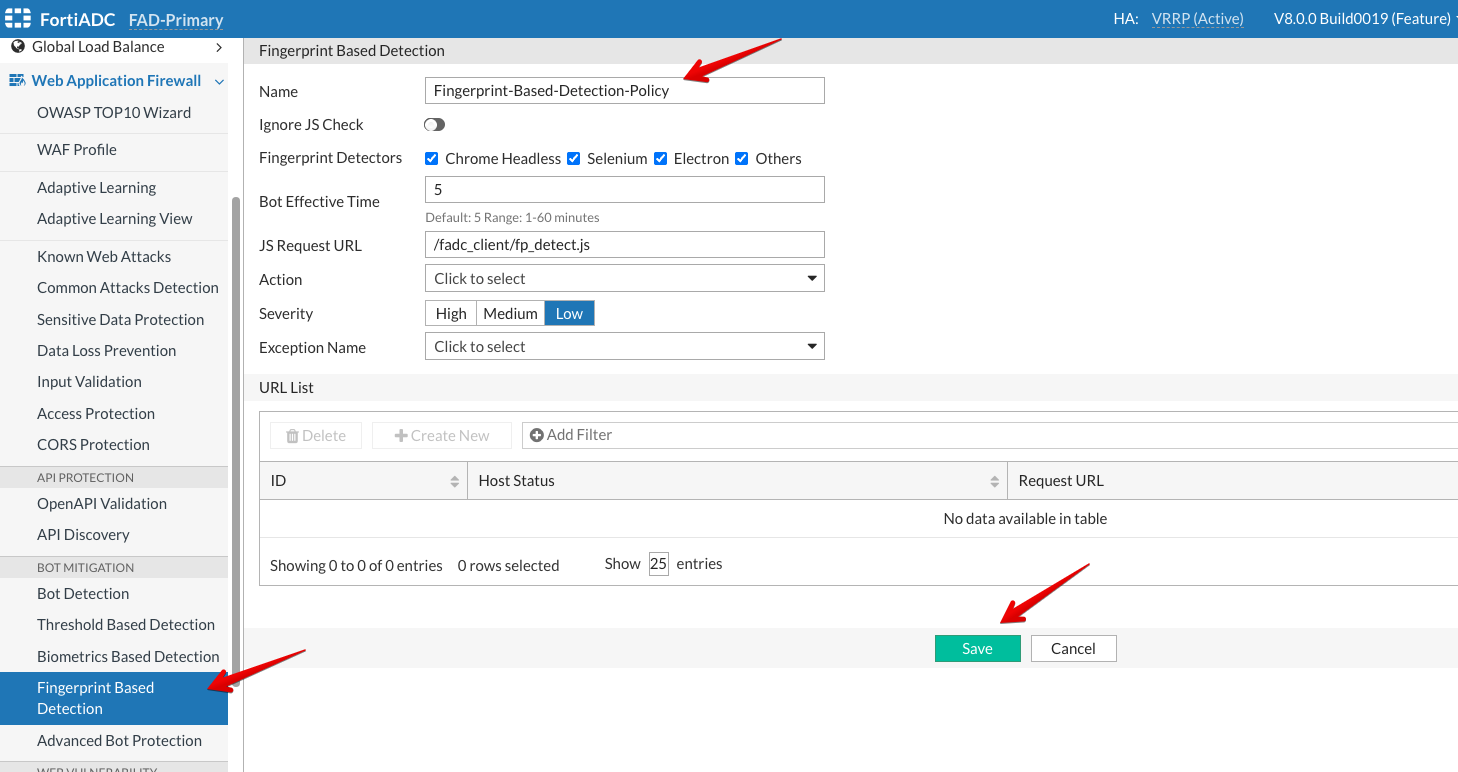 FortiADC FAD-Primary HA: VRRP (Active) V8.0.0 Build0019 (Feature)
Global Load Balance
Web Application Firewall
OWASP TOP10 Wizard
WAF Profile
Adaptive Learning
Adaptive Learning View
Known Web Attacks
Common Attacks Detection
Sensitive Data Protection
Data Loss Prevention
Input Validation
Access Protection
CORS Protection
API PROTECTION
OpenAPI Validation
API Discovery
BOT MITIGATION
Bot Detection
Threshold Based Detection
Biometrics Based Detection
Fingerprint Based
Detection
Advanced Bot Protection
WEB VULNERABILITY
Fingerprint Based Detection
Name Fingerprint-Based-Detection-Policy
Ignore JS Check
Fingerprint Detectors Chrome Headless Selenium Electron Others
Bot Effective Time 5
Default: 5 Range: 1-60 minutes
JS Request URL /fadc_client/fp_detect.js
Action Click to select
Severity High Medium Low
Exception Name Click to select
URL List
Delete Create New Add Filter
ID Host Status Request URL
No data available in table
Showing 0 to 0 of 0 entries 0 rows selected Show 25 entries
Save Cancel